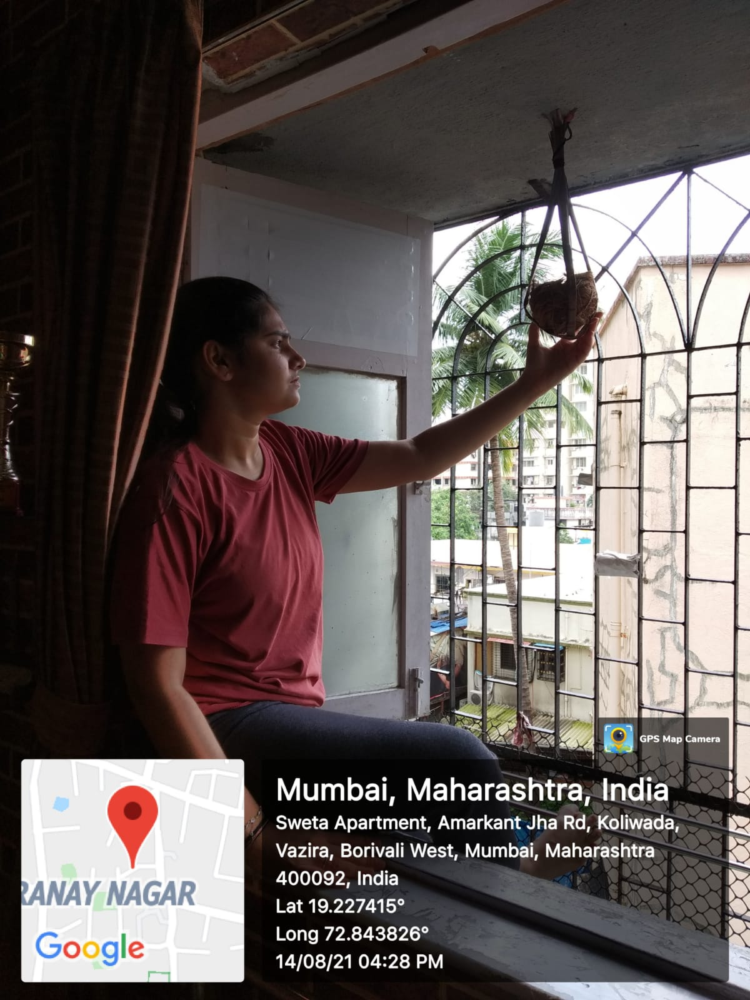 GPS Map Camera
Mumbai, Maharashtra, India
Sweta Apartment, Amarkant Jha Rd, Koliwada,
Vazira, Borivali West, Mumbai, Maharashtra
400092, India
Lat 19.227415°
Long 72.843826°
14/08/21 04:28 PM
RANAY NAGAR
Google